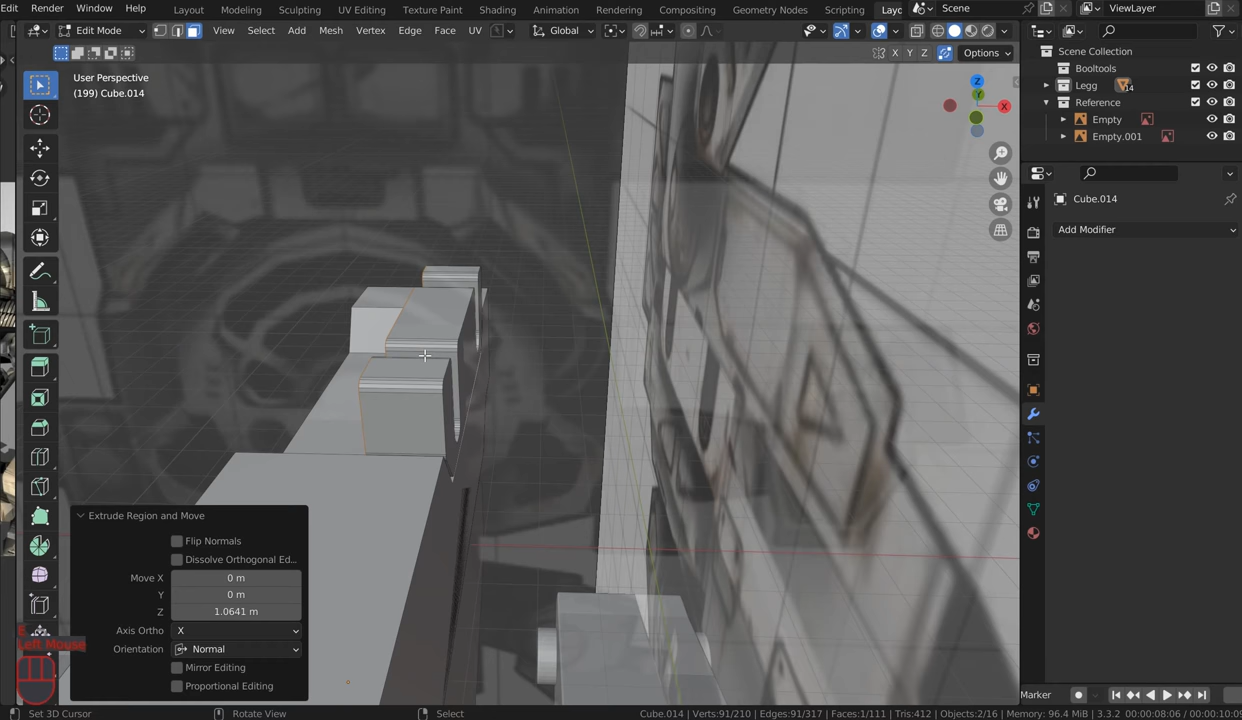 Edit Render Window Help Layout Modeling Sculpting UV Editing Texture Paint Shading Animation Rendering Compositing Geometry Nodes Scripting Scene ViewLayer
Edit Mode View Select Add Mesh Vertex Edge Face UV Global
X Y Z Options
User Perspective
(199) Cube.014
Z
Y
X
Scene Collection
Booltools
Legg 14
Reference
Empty
Empty.001
Cube.014
Add Modifier
Extrude Region and Move
Flip Normals
Dissolve Orthogonal Ed...
Move X 0 m
Y 0 m
Z 1.0641 m
Axis Ortho X
Orientation Normal
Mirror Editing
Proportional Editing
E
Left Mouse
Marker
Set 3D Cursor Rotate View Select Cube.014 | Verts:91/210 | Edges:91/317 | Faces:1/111 | Tris:412 | Objects:2/16 | Memory: 96.4 MiB | 3.3.2 00:00:08/06